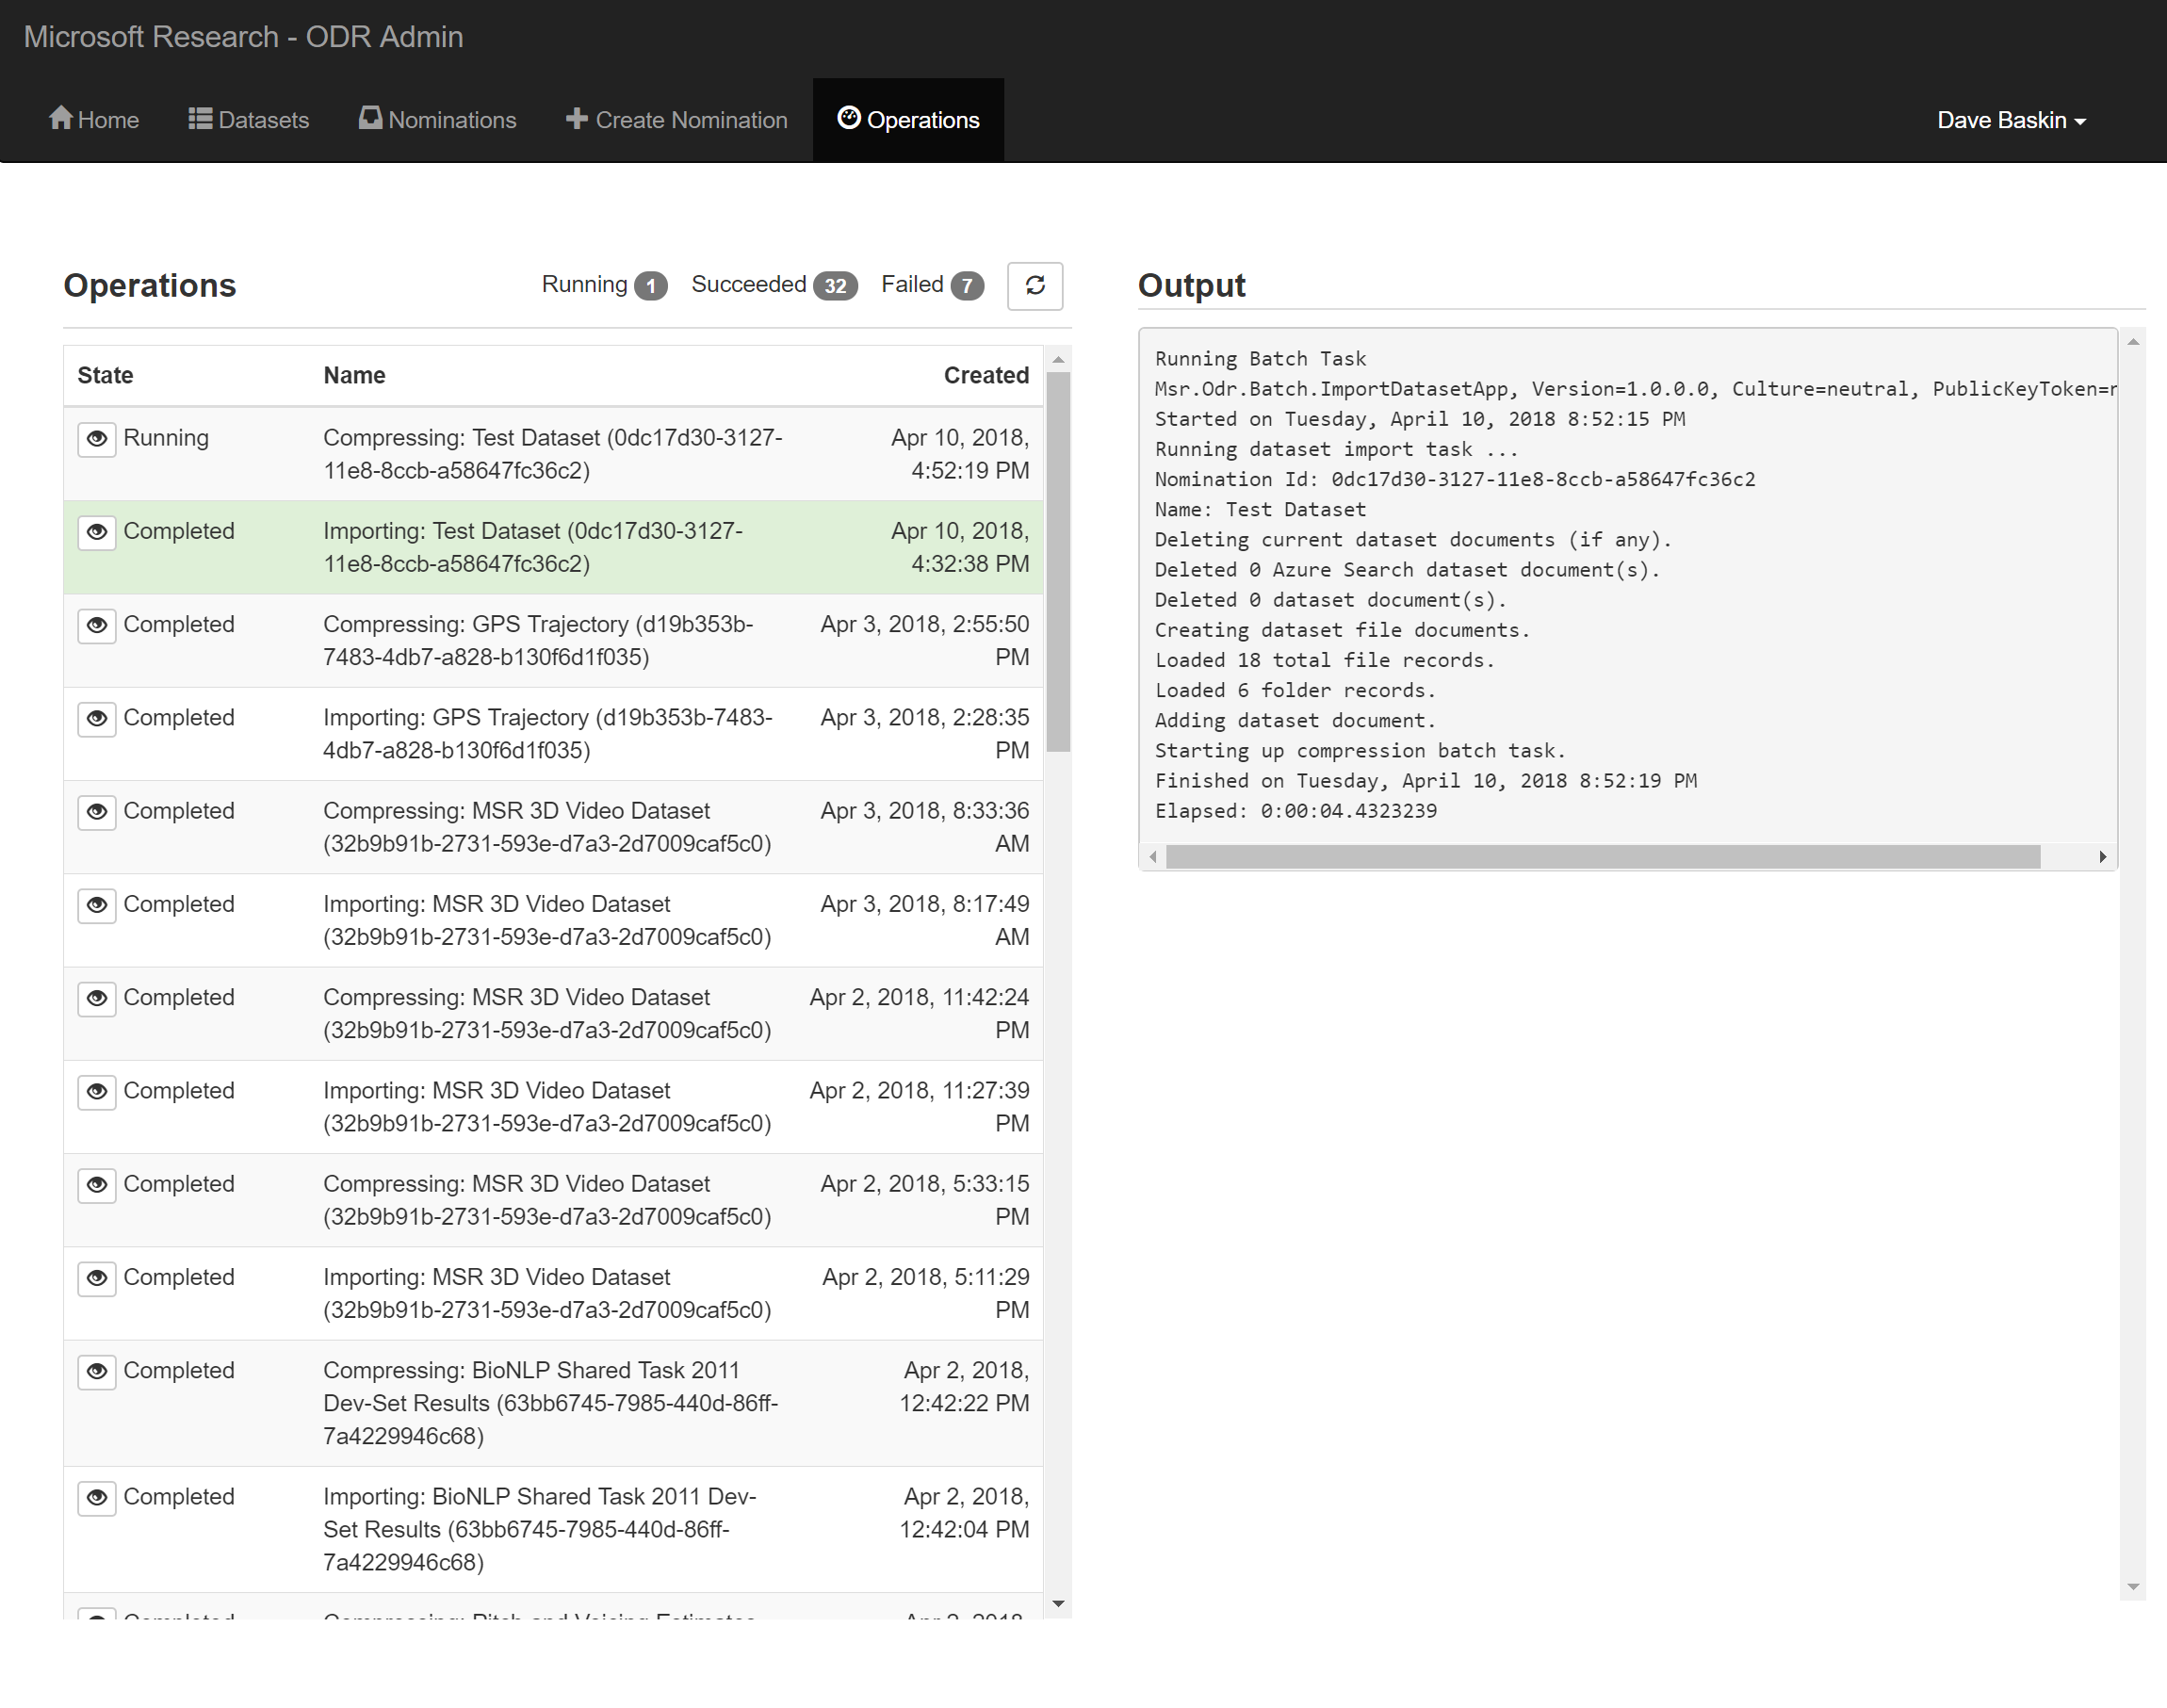 Microsoft Research - ODR Admin
Home Datasets Nominations Create Nomination Operations Dave Baskin
Operations Running 1 Succeeded 32 Failed 7
State Name Created
Running Compressing: Test Dataset (0dc17d30-3127- Apr 10, 2018,
11e8-8ccb-a58647fc36c2) 4:52:19 PM
Completed Importing: Test Dataset (0dc17d30-3127- Apr 10, 2018,
11e8-8ccb-a58647fc36c2) 4:32:38 PM
Completed Compressing: GPS Trajectory (d19b353b- Apr 3, 2018, 2:55:50
7483-4db7-a828-b130f6d1f035) PM
Completed Importing: GPS Trajectory (d19b353b-7483- Apr 3, 2018, 2:28:35
4db7-a828-b130f6d1f035) PM
Completed Compressing: MSR 3D Video Dataset Apr 3, 2018, 8:33:36
(32b9b91b-2731-593e-d7a3-2d7009caf5c0) AM
Completed Importing: MSR 3D Video Dataset Apr 3, 2018, 8:17:49
(32b9b91b-2731-593e-d7a3-2d7009caf5c0) AM
Completed Compressing: MSR 3D Video Dataset Apr 2, 2018, 11:42:24
(32b9b91b-2731-593e-d7a3-2d7009caf5c0) PM
Completed Importing: MSR 3D Video Dataset Apr 2, 2018, 11:27:39
(32b9b91b-2731-593e-d7a3-2d7009caf5c0) PM
Completed Compressing: MSR 3D Video Dataset Apr 2, 2018, 5:33:15
(32b9b91b-2731-593e-d7a3-2d7009caf5c0) PM
Completed Importing: MSR 3D Video Dataset Apr 2, 2018, 5:11:29
(32b9b91b-2731-593e-d7a3-2d7009caf5c0) PM
Completed Compressing: BioNLP Shared Task 2011 Apr 2, 2018,
Dev-Set Results (63bb6745-7985-440d-86ff- 12:42:22 PM
7a4229946c68)
Completed Importing: BioNLP Shared Task 2011 Dev- Apr 2, 2018,
Set Results (63bb6745-7985-440d-86ff- 12:42:04 PM
7a4229946c68)
Completed Compressing: Pitch and Voicing Estimates Apr 2, 2018,
Output
Running Batch Task
Msr.Odr.Batch.ImportDatasetApp, Version=1.0.0.0, Culture=neutral, PublicKeyToken=
Started on Tuesday, April 10, 2018 8:52:15 PM
Running dataset import task ...
Nomination Id: 0dc17d30-3127-11e8-8ccb-a58647fc36c2
Name: Test Dataset
Deleting current dataset documents (if any).
Deleted 0 Azure Search dataset document(s).
Deleted 0 dataset document(s).
Creating dataset file documents.
Loaded 18 total file records.
Loaded 6 folder records.
Adding dataset document.
Starting up compression batch task.
Finished on Tuesday, April 10, 2018 8:52:19 PM
Elapsed: 0:00:04.4323239